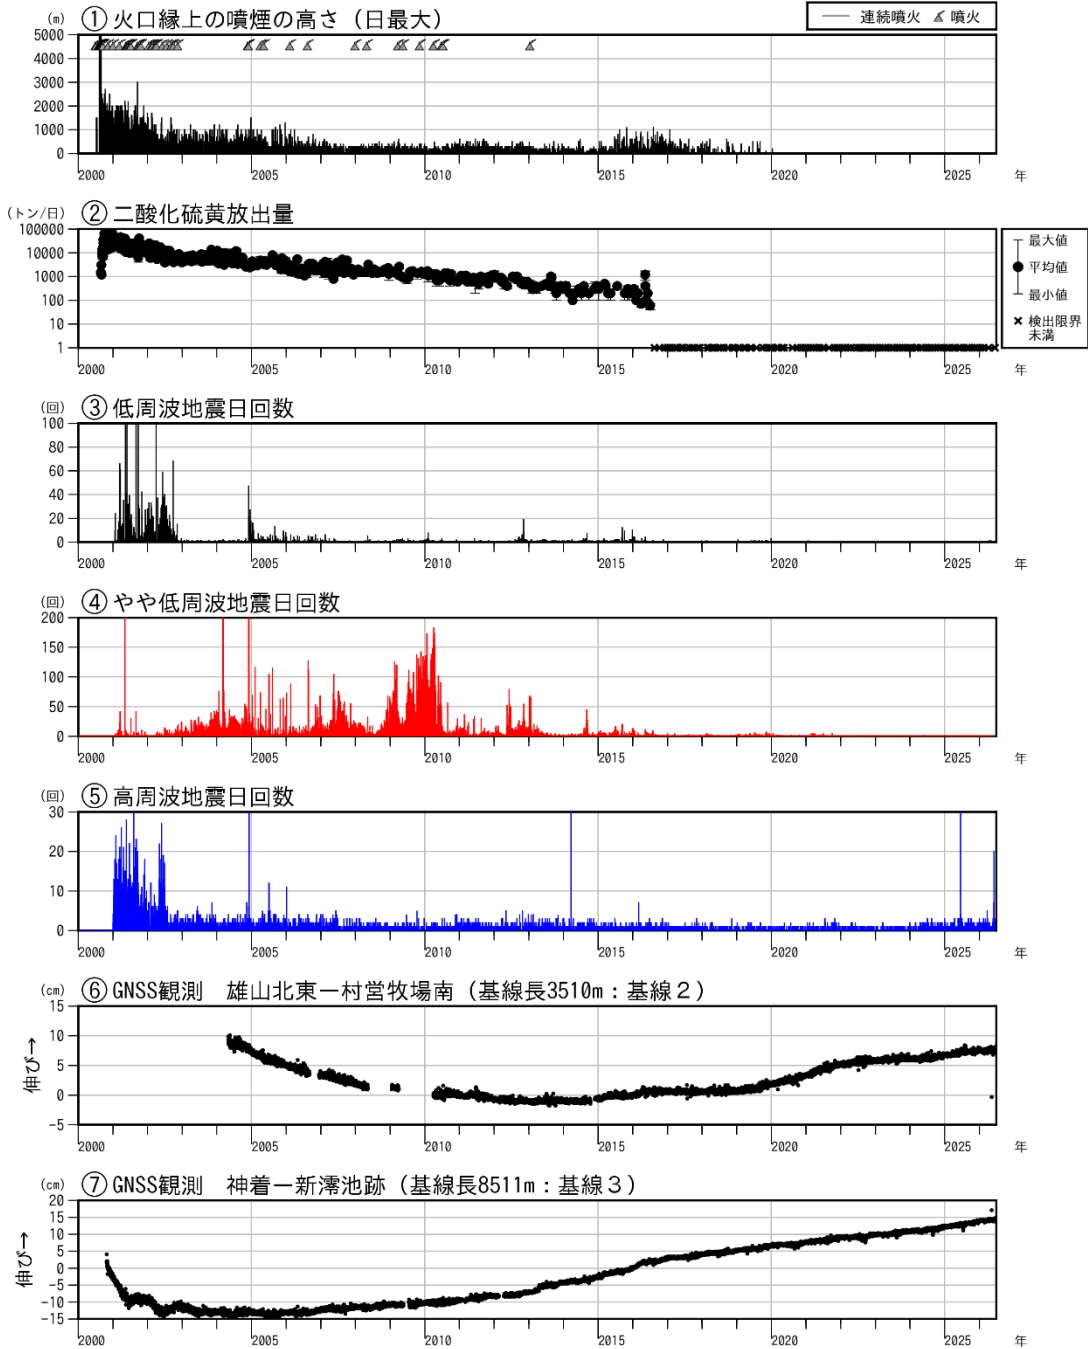 (m) ①火口縁上の噴煙の高さ（日最大）
連続噴火 噴火
5000
4000
3000
2000
1000
0
2000 2005 2010 2015 2020 2025 年
(トン/日) ②二酸化硫黄放出量
100000
10000
1000
100
10
1
最大値
平均値
最小値
検出限界
未満
2000 2005 2010 2015 2020 2025 年
(回) ③低周波地震日回数
100
80
60
40
20
0
2000 2005 2010 2015 2020 2025 年
(回) ④やや低周波地震日回数
200
150
100
50
0
2000 2005 2010 2015 2020 2025 年
(回) ⑤高周波地震日回数
30
20
10
0
2000 2005 2010 2015 2020 2025 年
(cm) ⑥GNSS観測 雄山北東－村営牧場南（基線長3510m：基線２）
15
10
5
0
-5
伸び→
2000 2005 2010 2015 2020 2025 年
(cm) ⑦GNSS観測 神着－新澪池跡（基線長8511m：基線３）
20
15
10
5
0
-5
-10
-15
伸び→
2000 2005 2010 2015 2020 2025 年